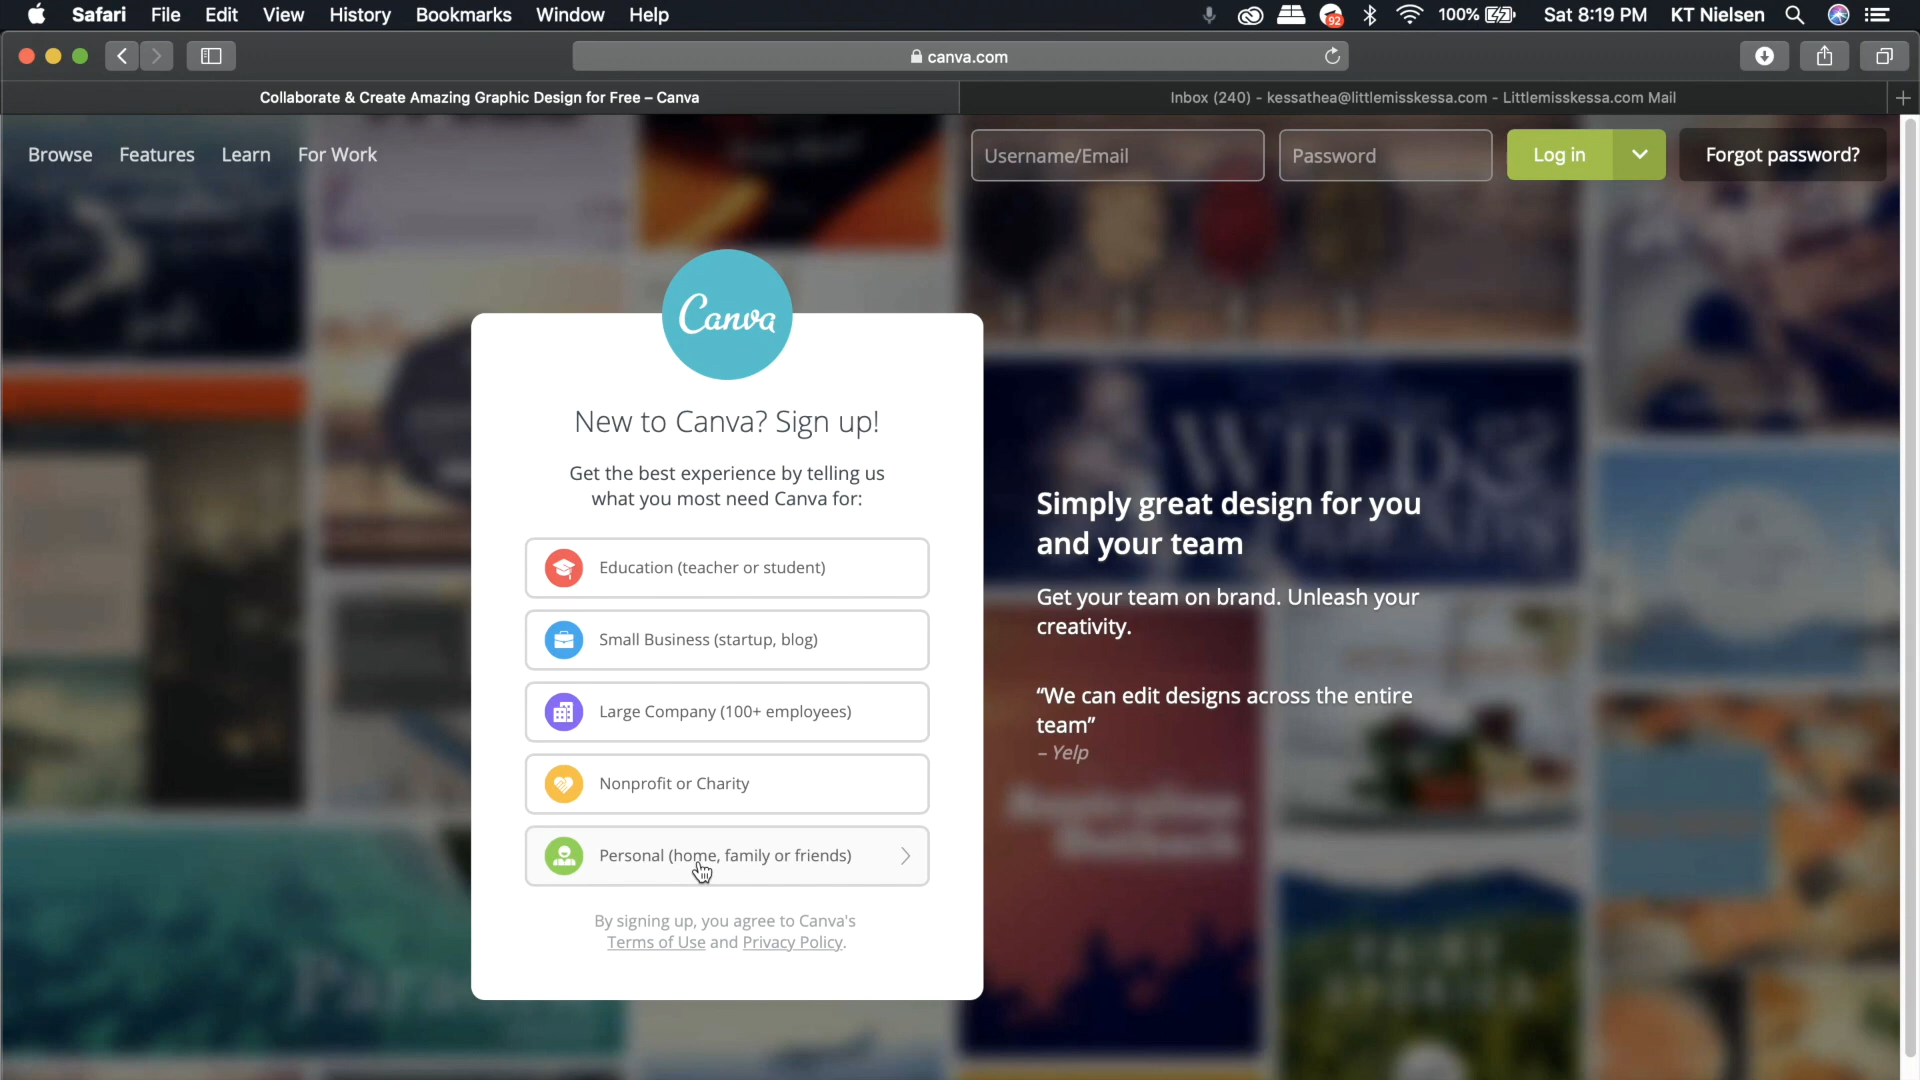 Safari File Edit View History Bookmarks Window Help 92 100% Sat 8:19 PM KT Nielsen
canva.com
Collaborate & Create Amazing Graphic Design for Free – Canva
Inbox (240) - kessathea@littlemisskessa.com - Littlemisskessa.com Mail
Browse Features Learn For Work
Username/Email Password Log in Forgot password?
Canva
New to Canva? Sign up!
Get the best experience by telling us
what you most need Canva for:
Education (teacher or student)
Small Business (startup, blog)
Large Company (100+ employees)
Nonprofit or Charity
Personal (home, family or friends)
By signing up, you agree to Canva's
Terms of Use and Privacy Policy.
Simply great design for you
and your team
Get your team on brand. Unleash your
creativity.
“We can edit designs across the entire
team”
– Yelp
WILD &